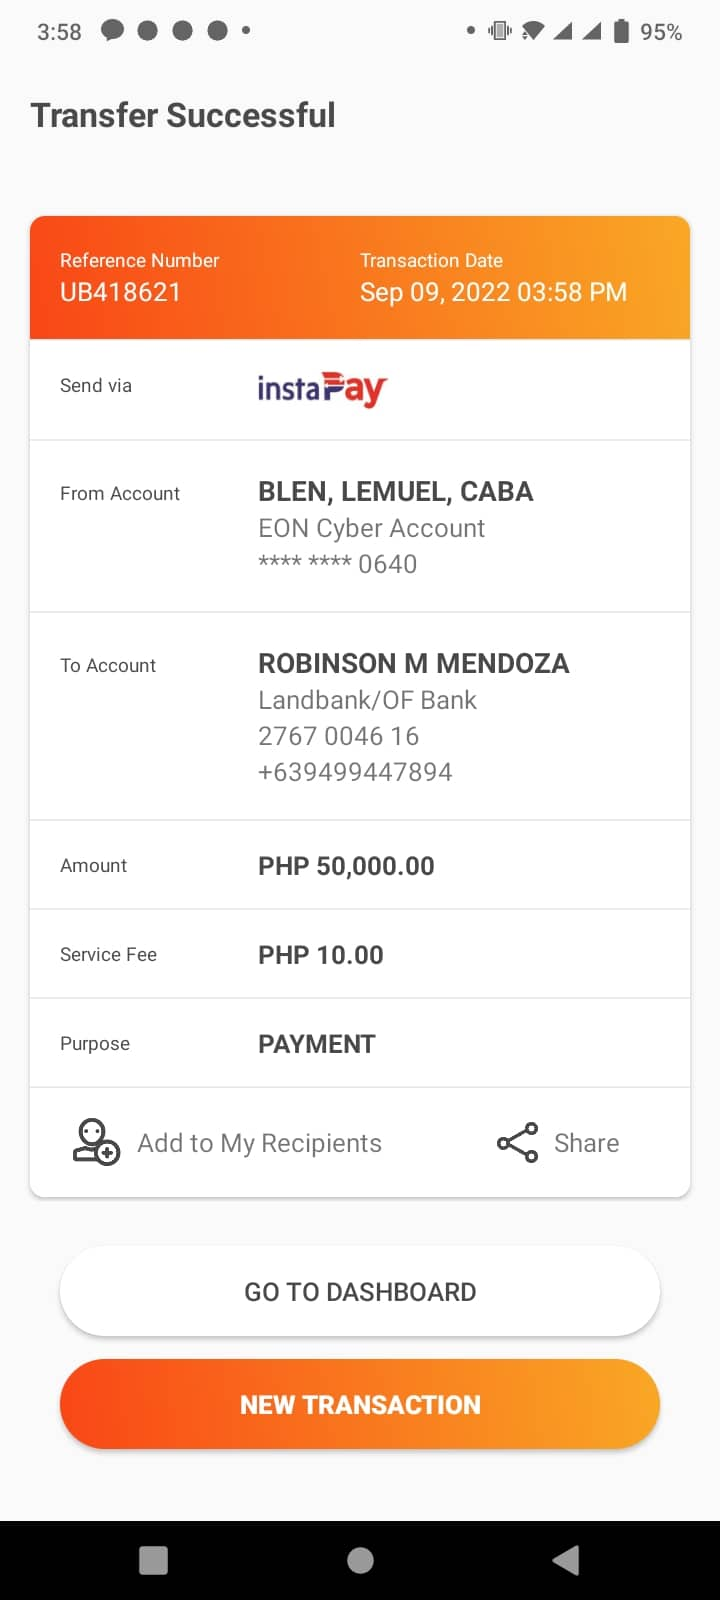 3:58
95%
Transfer Successful
Reference Number
UB418621
Transaction Date
Sep 09, 2022 03:58 PM
Send via
instaPay
From Account
BLEN, LEMUEL, CABA
EON Cyber Account
**** **** 0640
To Account
ROBINSON M MENDOZA
Landbank/OF Bank
2767 0046 16
+639499447894
Amount
PHP 50,000.00
Service Fee
PHP 10.00
Purpose
PAYMENT
Add to My Recipients
Share
GO TO DASHBOARD
NEW TRANSACTION